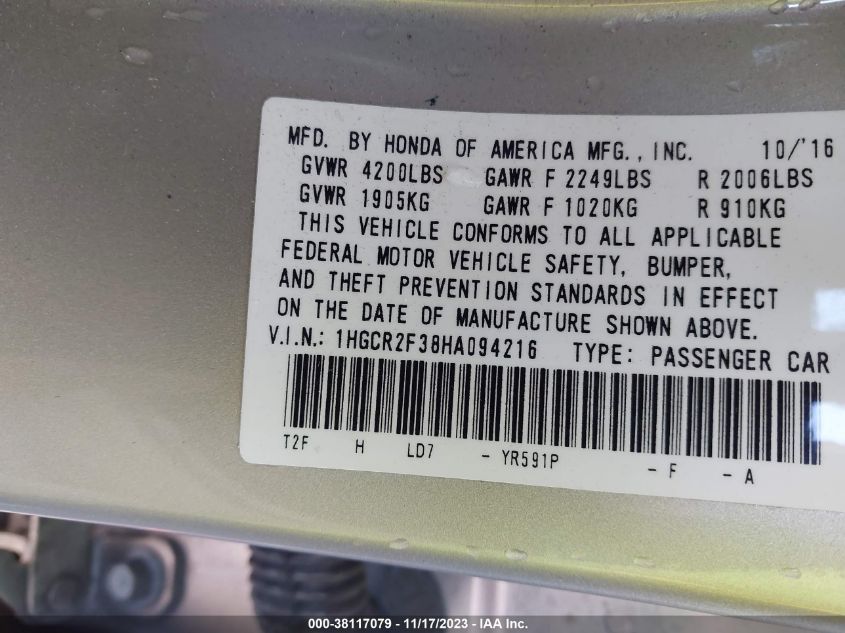 MFD. BY HONDA OF AMERICA MFG., INC. 10/'16
GVWR 4200LBS GAWR F 2249LBS R 2006LBS
GVWR 1905KG GAWR F 1020KG R 910KG
THIS VEHICLE CONFORMS TO ALL APPLICABLE
FEDERAL MOTOR VEHICLE SAFETY, BUMPER,
AND THEFT PREVENTION STANDARDS IN EFFECT
ON THE DATE OF MANUFACTURE SHOWN ABOVE.
V.I.N.: 1HGCR2F38HA094216 TYPE: PASSENGER CAR
T2F H LD7 - YR591P - F - A
000-38117079 - 11/17/2023 - IAA Inc.